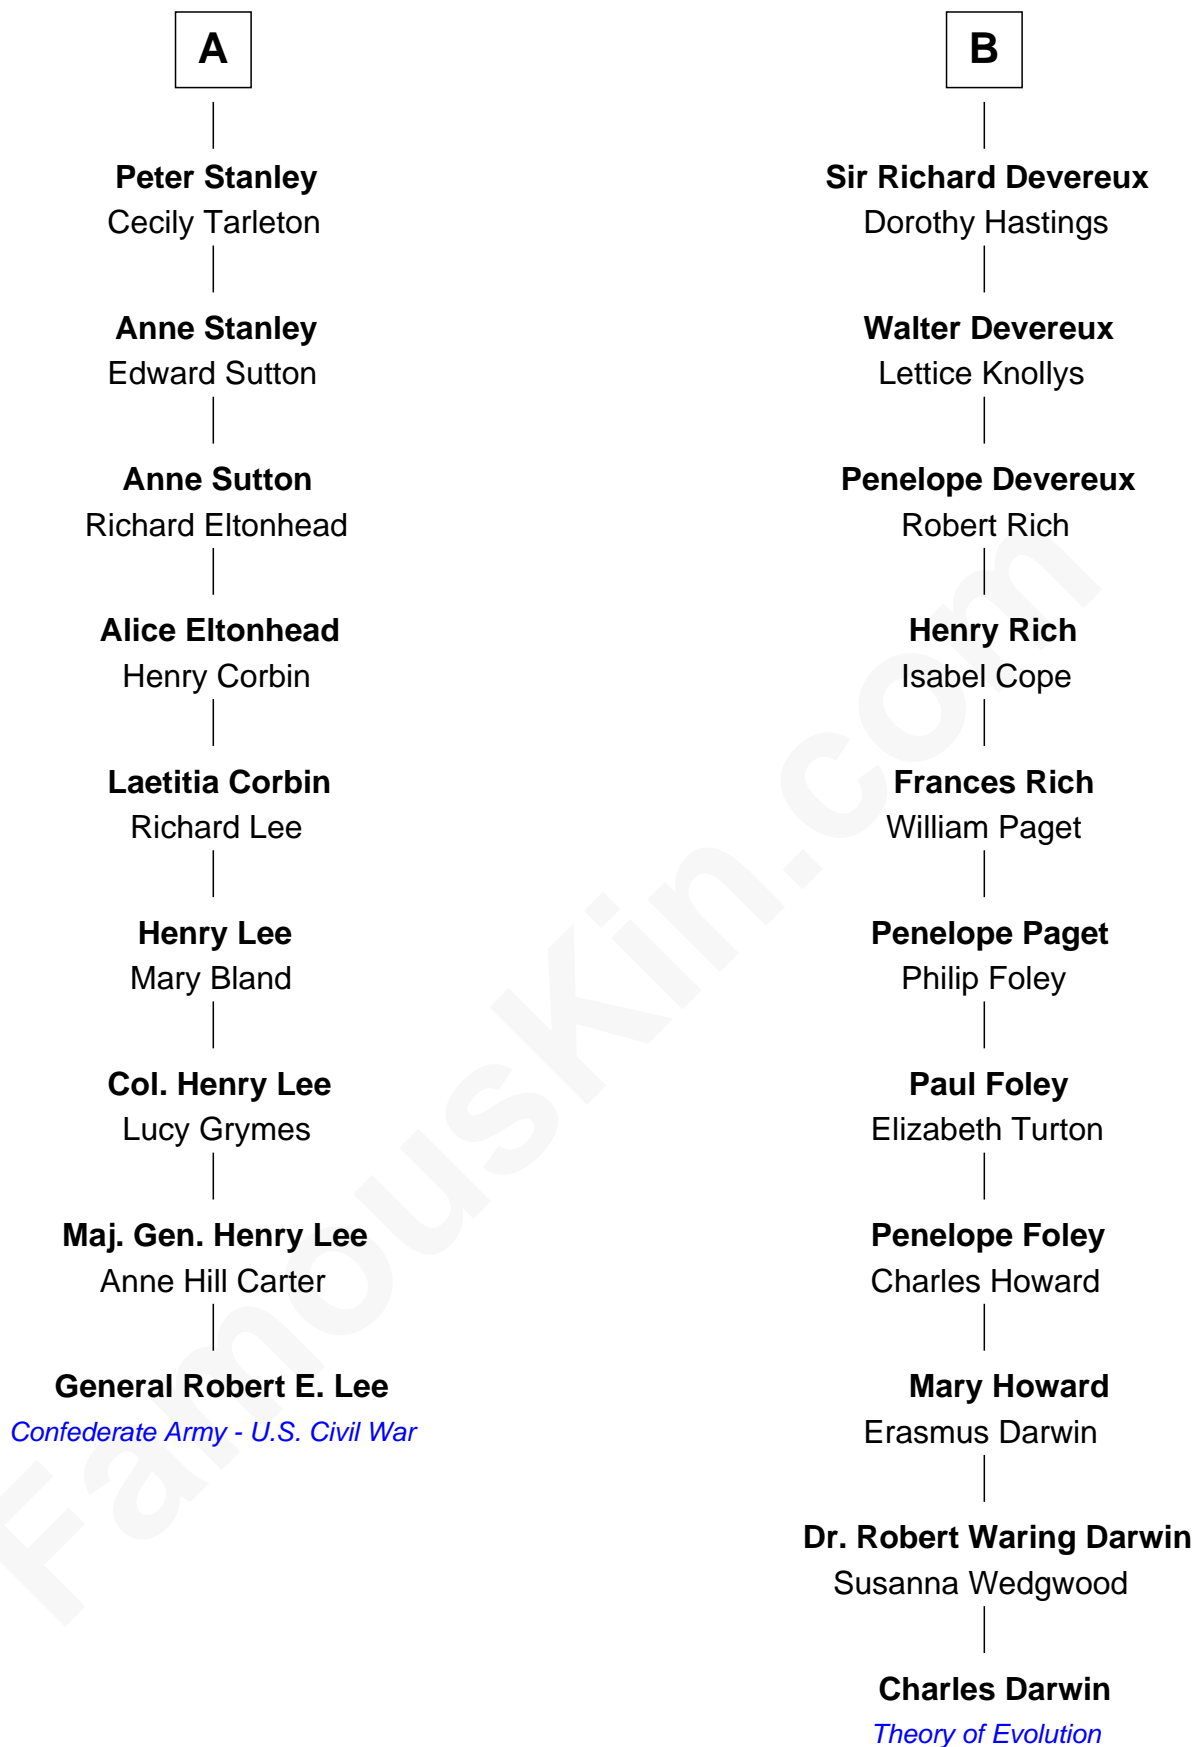 A
Peter Stanley
Cecily Tarleton
Anne Stanley
Edward Sutton
Anne Sutton
Richard Eltonhead
Alice Eltonhead
Henry Corbin
Laetitia Corbin
Richard Lee
Henry Lee
Mary Bland
Col. Henry Lee
Lucy Grymes
Maj. Gen. Henry Lee
Anne Hill Carter
General Robert E. Lee
Confederate Army - U.S. Civil War
B
Sir Richard Devereux
Dorothy Hastings
Walter Devereux
Lettice Knollys
Penelope Devereux
Robert Rich
Henry Rich
Isabel Cope
Frances Rich
William Paget
Penelope Paget
Philip Foley
Paul Foley
Elizabeth Turton
Penelope Foley
Charles Howard
Mary Howard
Erasmus Darwin
Dr. Robert Waring Darwin
Susanna Wedgwood
Charles Darwin
Theory of Evolution
FamousKin.com